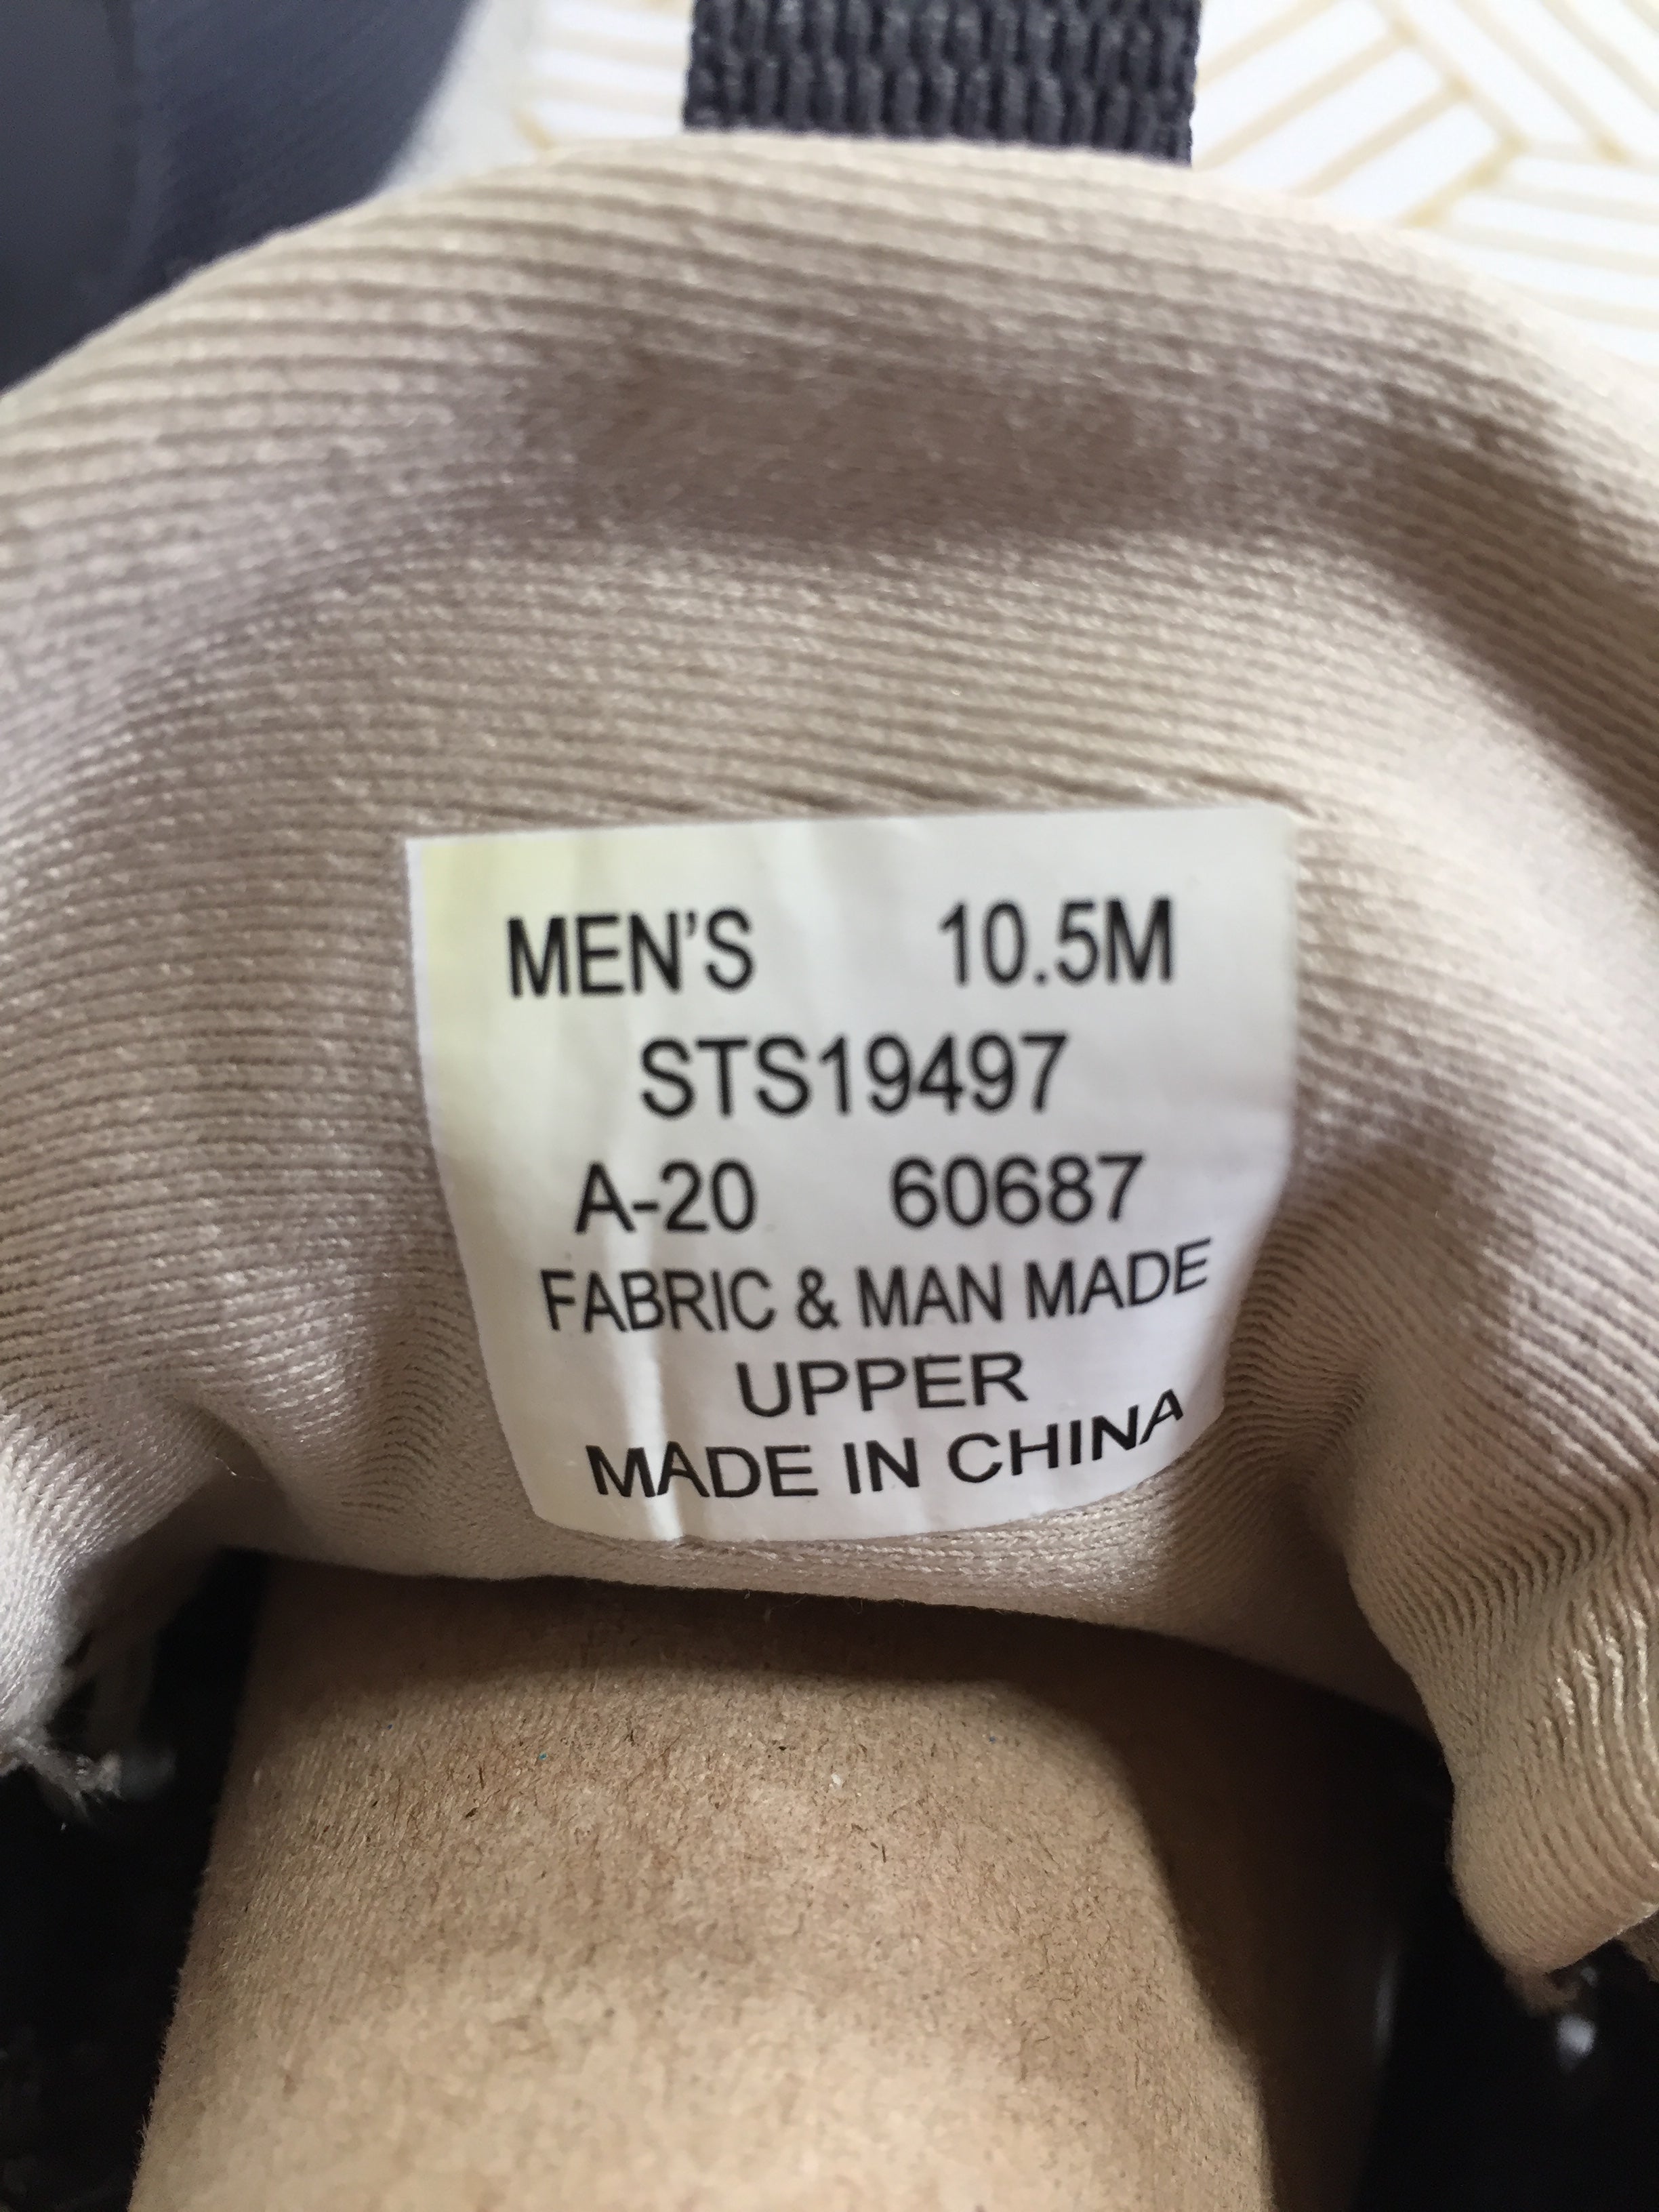 MEN'S 10.5M
STS19497
A-20 60687
FABRIC & MAN MADE
UPPER
MADE IN CHINA